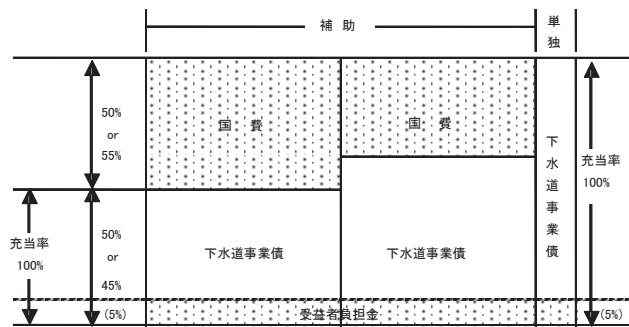 補 助
単
独
50%
or
55%
国 費
国 費
下
水
道
事
業
債
充当率
100%
充当率
100%
50%
or
45%
下水道事業債
下水道事業債
(5%)
受益者負担金
(5%)